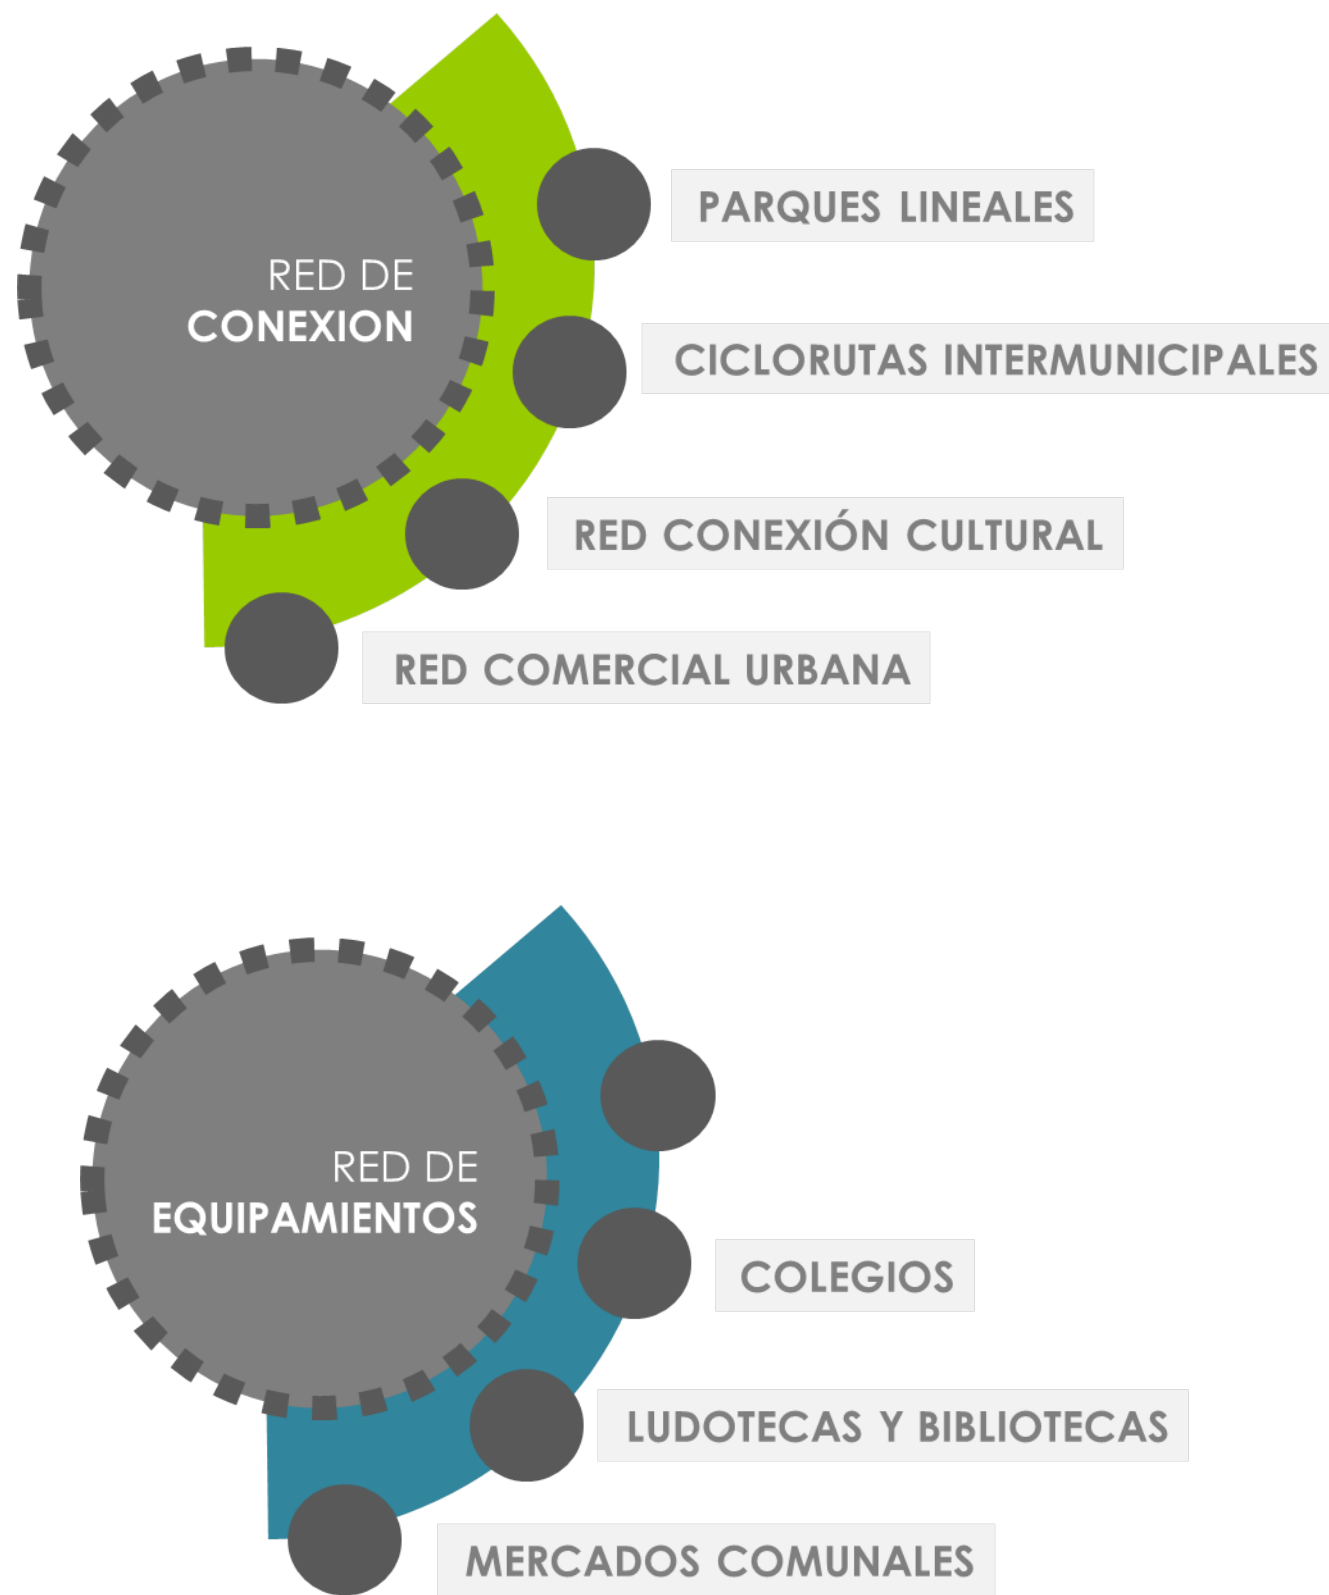 RED DE
CONEXION
PARQUES LINEALES
CICLORUTAS INTERMUNICIPALES
RED CONEXIÓN CULTURAL
RED COMERCIAL URBANA
RED DE
EQUIPAMIENTOS
COLEGIOS
LUDOTECAS Y BIBLIOTECAS
MERCADOS COMUNALES